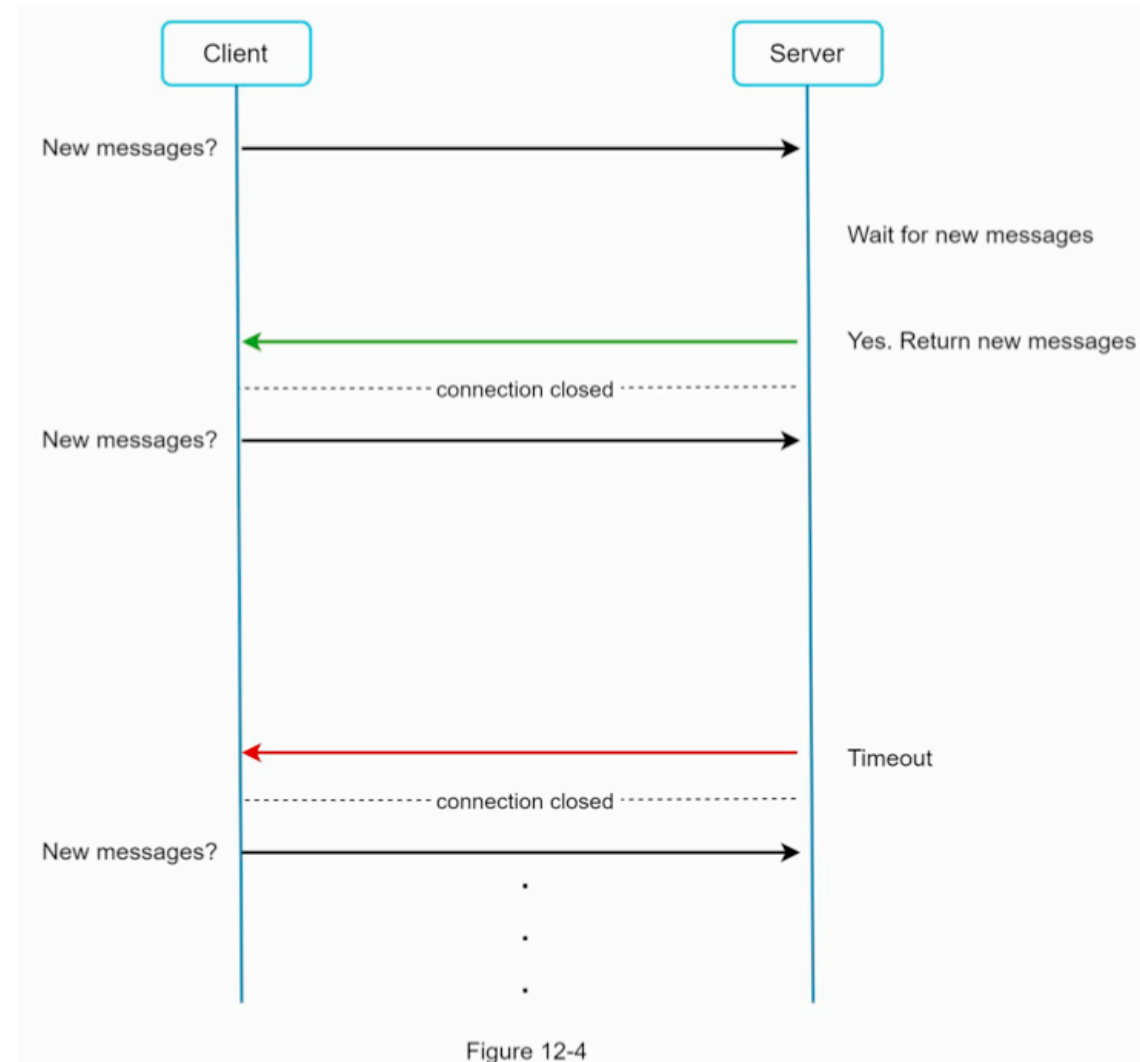 Client
Server
New messages?
Wait for new messages
Yes. Return new messages
connection closed
New messages?
Timeout
connection closed
New messages?
Figure 12-4